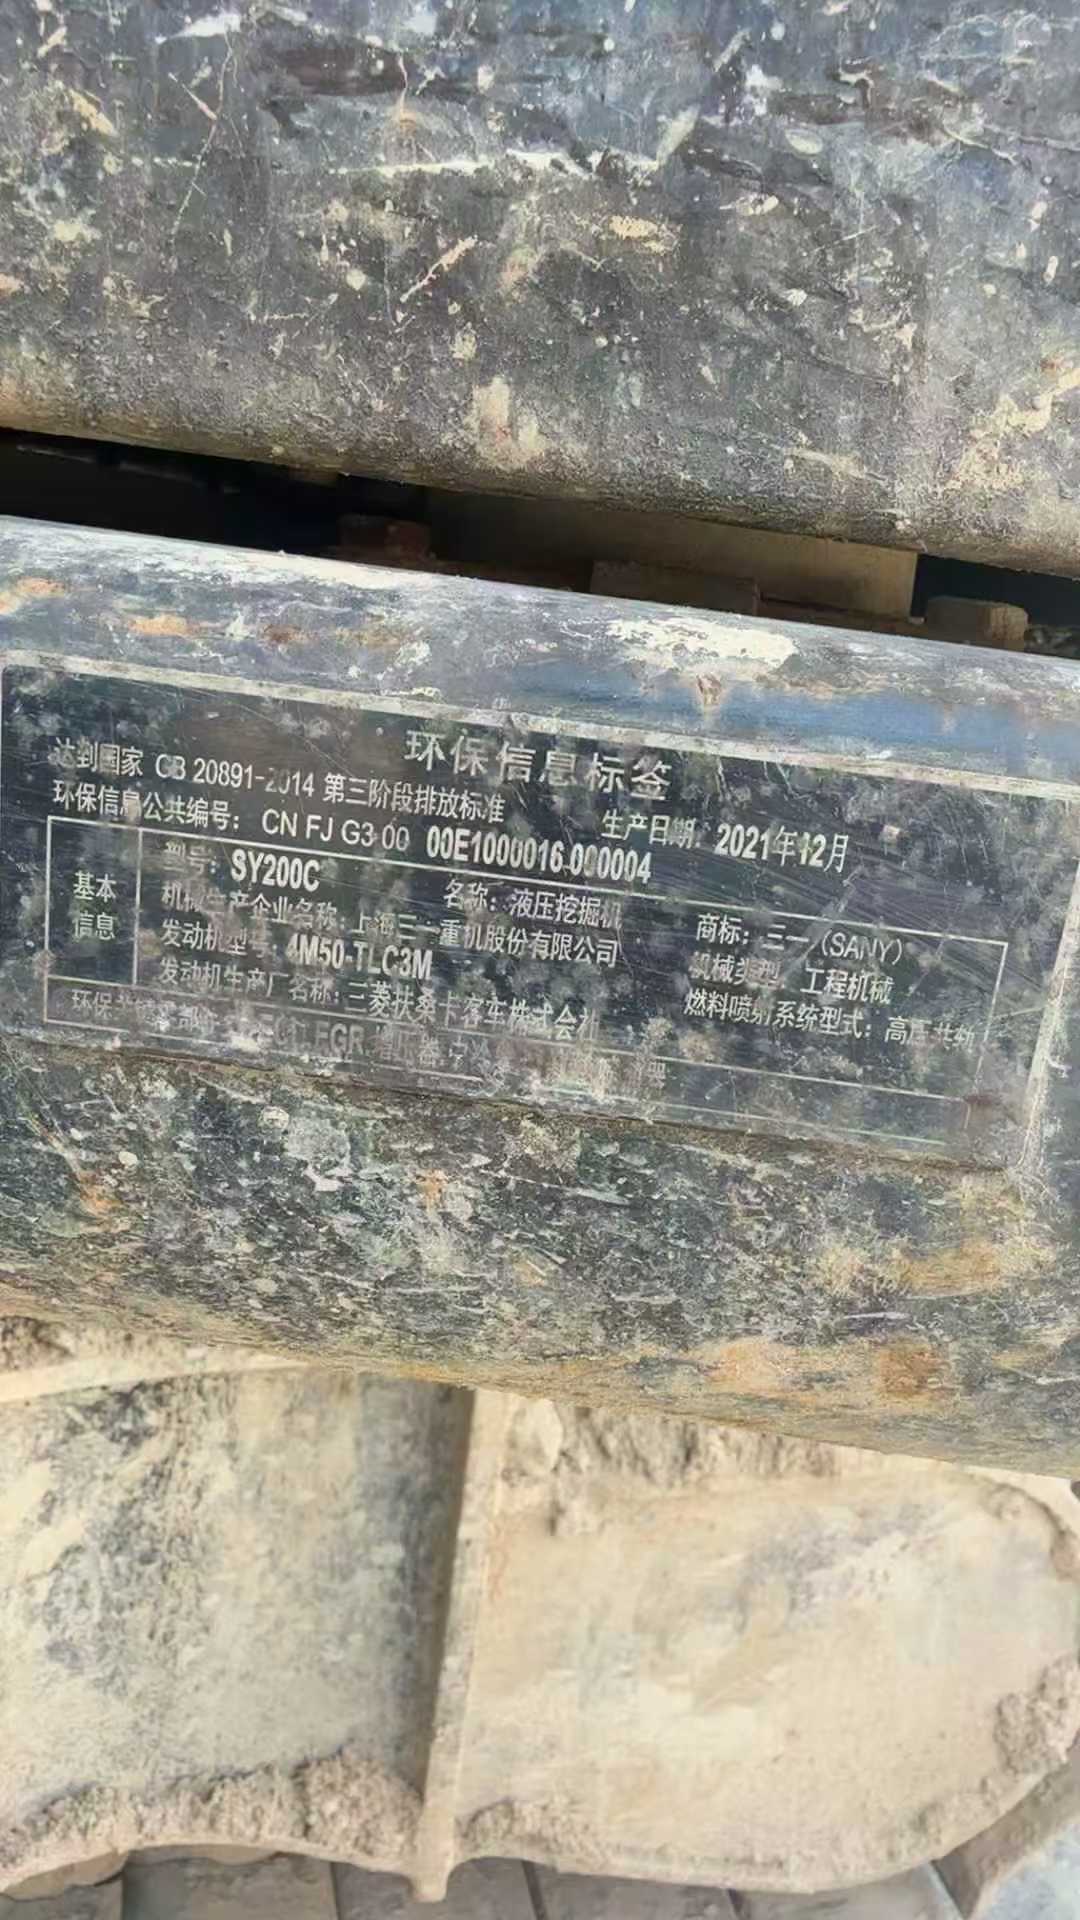 环保信息标签
达到国家 GB 20891-2014 第三阶段排放标准
生产日期: 2021年12月
环保信息公共编号: CN FJ G3 00 00E1000016 000004
基本信息
型号: SY200C
名称: 液压挖掘机
商标: 三一 (SANY)
机械生产企业名称: 上海三一重机股份有限公司
机械类型: 工程机械
发动机型号: 4M50-TLC3M
燃料喷射系统型式: 高压共轨
发动机生产厂名称: 三菱扶桑卡客车株式会社
环保 EGR 增压器